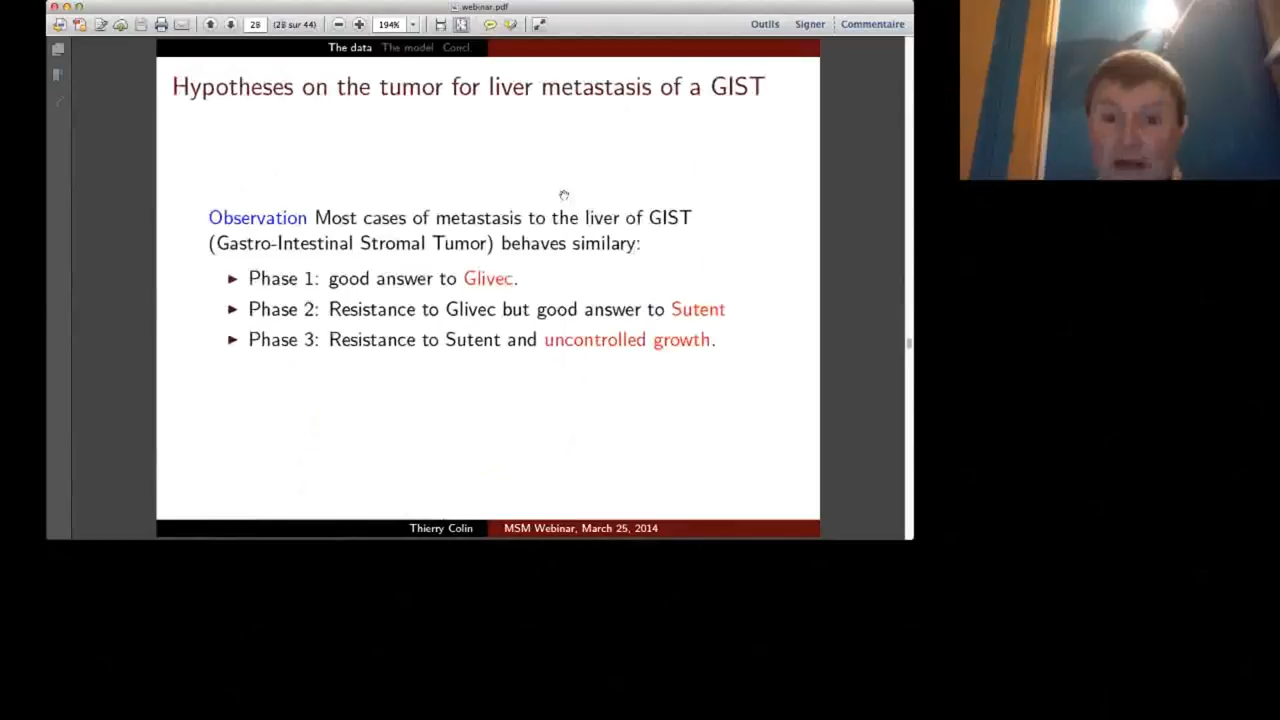 webinar.pdf
28 (28 sur 44) 194% Outils Signer Commentaire
The data The model Concl.
Hypotheses on the tumor for liver metastasis of a GIST
Observation Most cases of metastasis to the liver of GIST
(Gastro-Intestinal Stromal Tumor) behaves similary:
► Phase 1: good answer to Glivec.
► Phase 2: Resistance to Glivec but good answer to Sutent
► Phase 3: Resistance to Sutent and uncontrolled growth.
Thierry Colin MSM Webinar, March 25, 2014